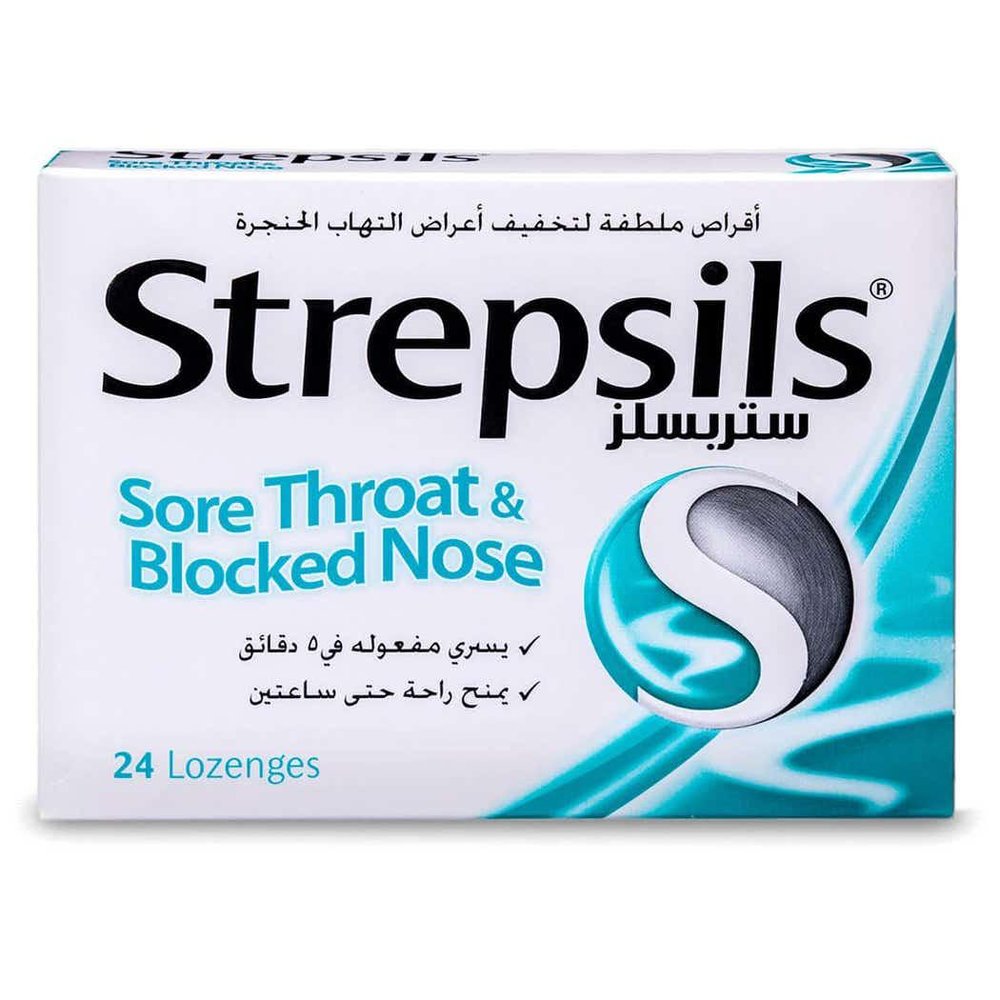 Strepsils
Sore Throat &
Blocked Nose
أقراص ملطفة لتخفيف أعراض التهاب الحنجرة
Strepsils®
ستربسلز
Sore Throat &
Blocked Nose
✓ يسري مفعوله في ٥ دقائق
✓ يمنح راحة حتى ساعتين
24 Lozenges